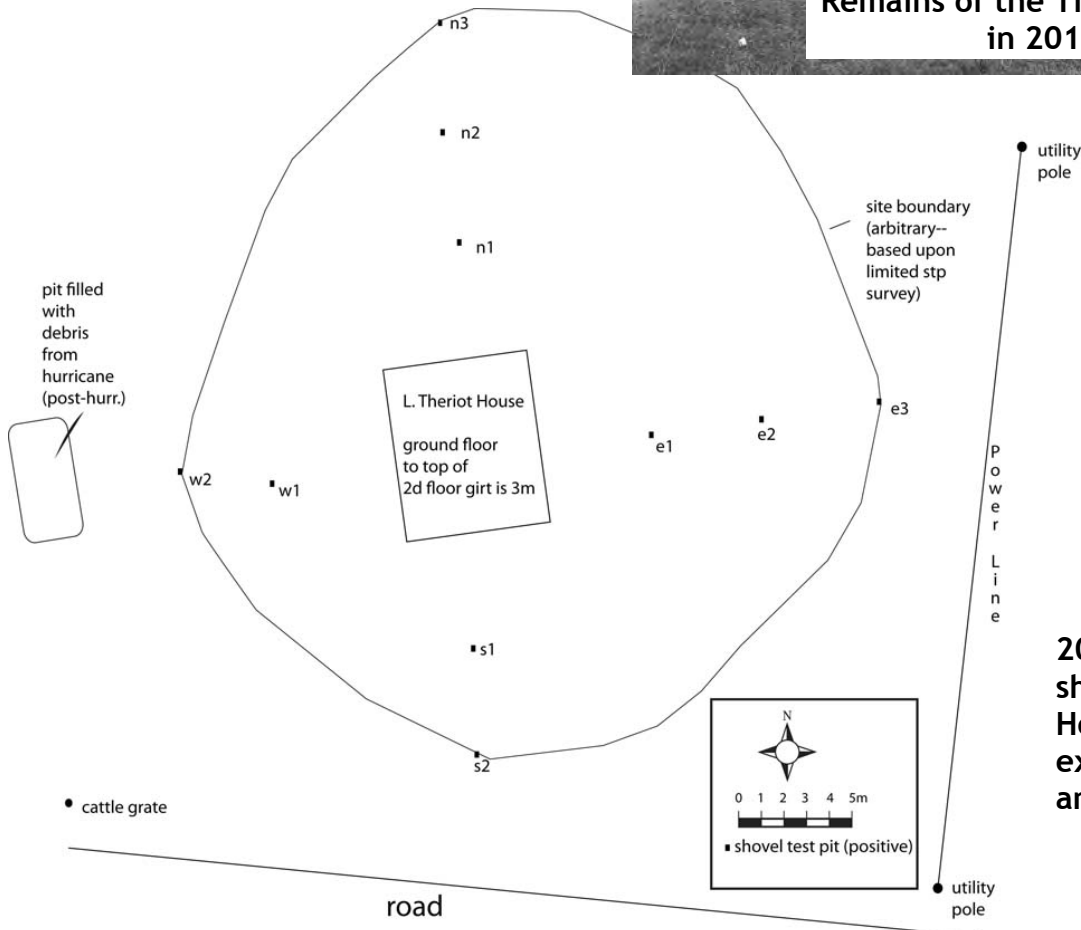 Remains of the
in 201
n3
n2
n1
utility
pole
site boundary
(arbitrary--
based upon
limited stp
survey)
pit filled
with
debris
from
hurricane
(post-hurr.)
L. Theriot House
ground floor
to top of
2d floor girt is 3m
e3
e2
e1
w2
w1
Power Line
s1
s2
N
0 1 2 3 4 5m
shovel test pit (positive)
cattle grate
road
utility
pole
20
sh
Ho
ex
an